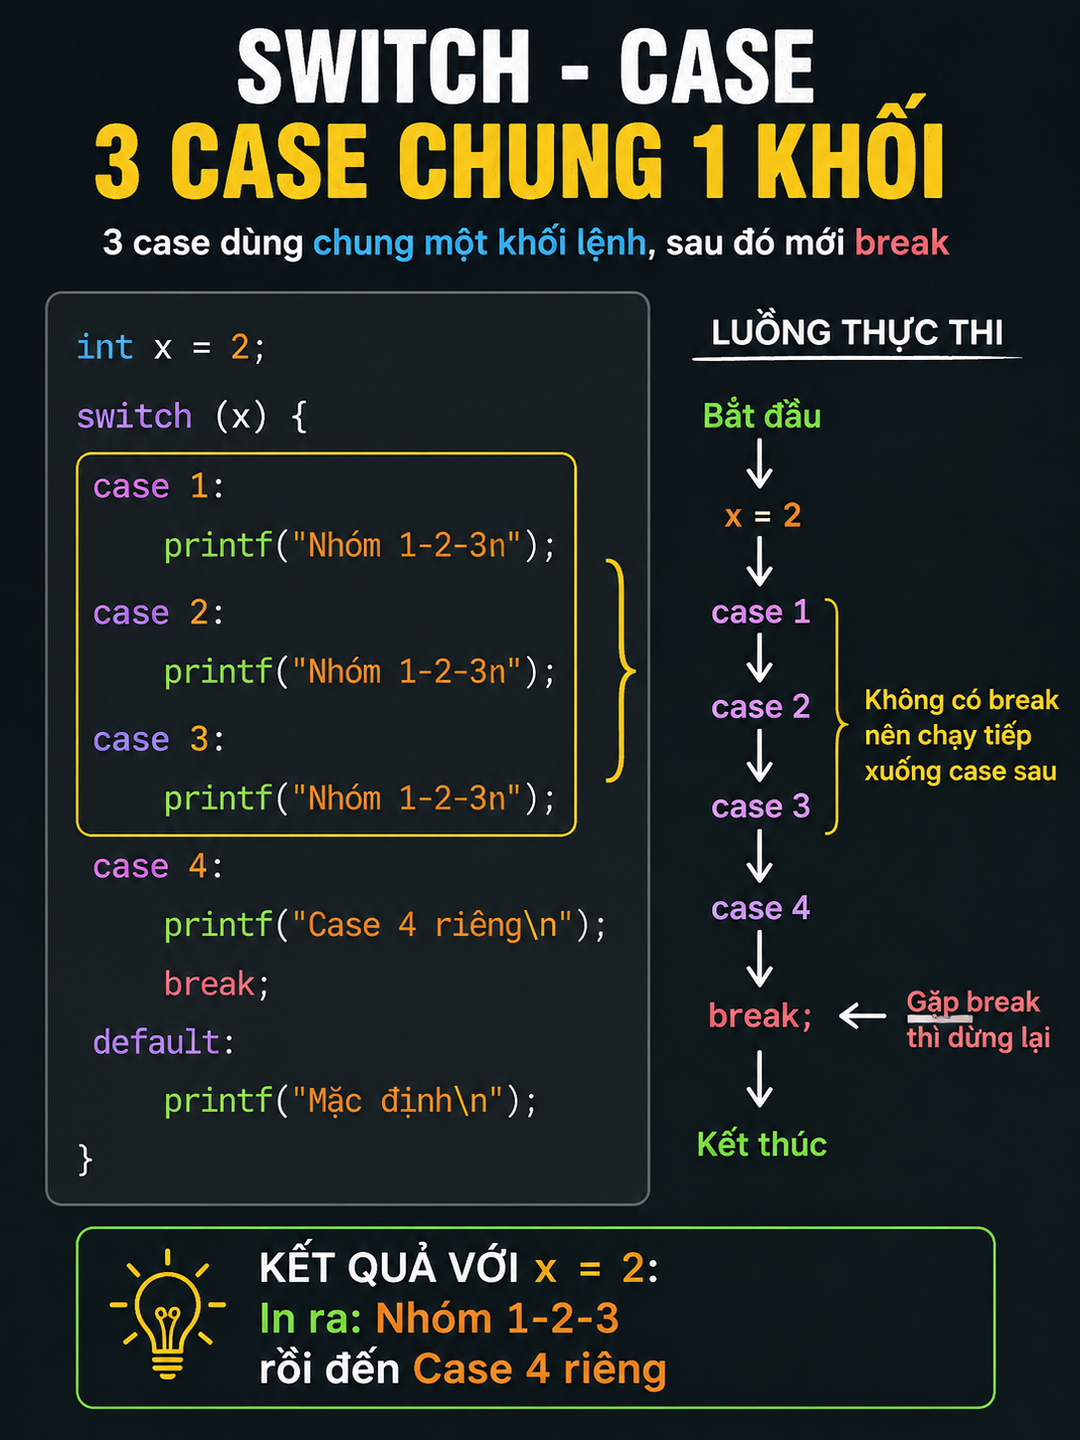 SWITCH - CASE
3 CASE CHUNG 1 KHỐI
3 case dùng chung một khối lệnh, sau đó mới break
int x = 2;
switch (x) {
case 1:
printf("Nhóm 1-2-3n");
case 2:
printf("Nhóm 1-2-3n");
case 3:
printf("Nhóm 1-2-3n");
case 4:
printf("Case 4 riêng\n");
break;
default:
printf("Mặc định\n");
}
LUỒNG THỰC THI
Bắt đầu
x = 2
case 1
case 2
case 3
Không có break
nên chạy tiếp
xuống case sau
case 4
break;
Gặp break
thì dừng lại
Kết thúc
KẾT QUẢ VỚI x = 2:
In ra: Nhóm 1-2-3
rồi đến Case 4 riêng